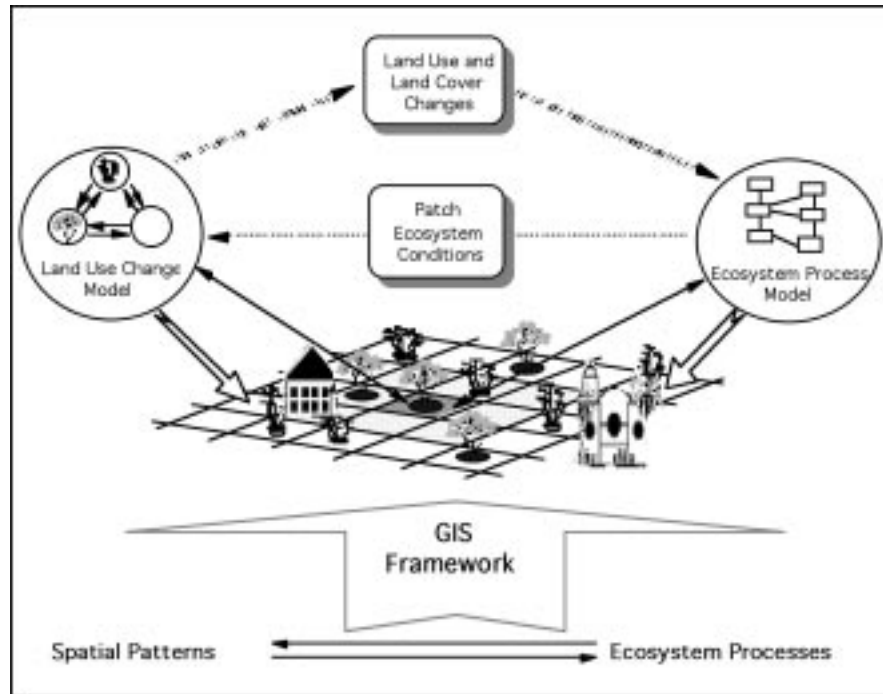 Land Use and
Land Cover
Changes
Patch
Ecosystem
Conditions
Land Use Change
Model
Ecosystem Process
Model
GIS
Framework
Spatial Patterns
Ecosystem Processes